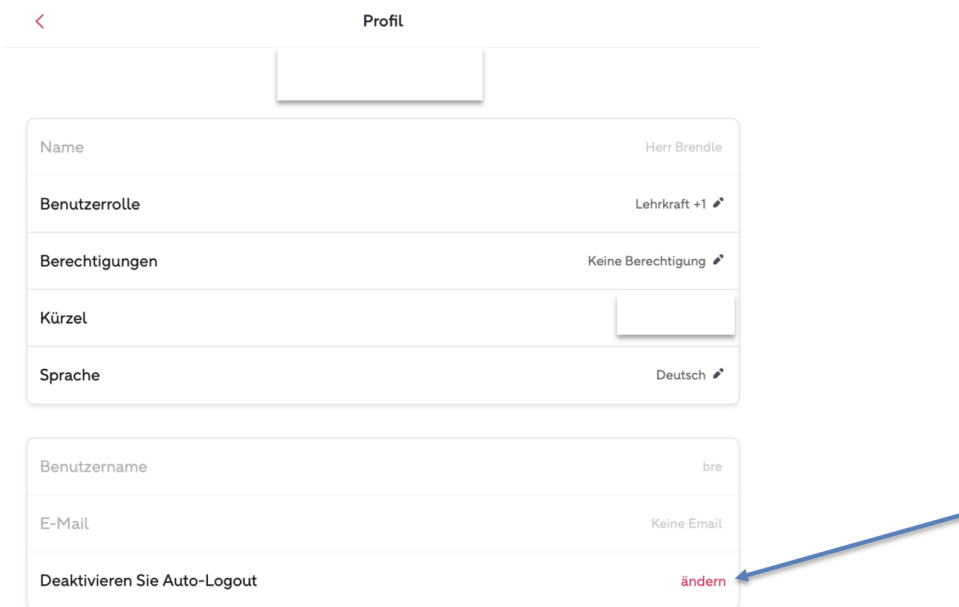 Profil
Name Herr Brendle
Benutzerrolle Lehrkraft +1
Berechtigungen Keine Berechtigung
Kürzel
Sprache Deutsch
Benutzername bre
E-Mail Keine Email
Deaktivieren Sie Auto-Logout ändern